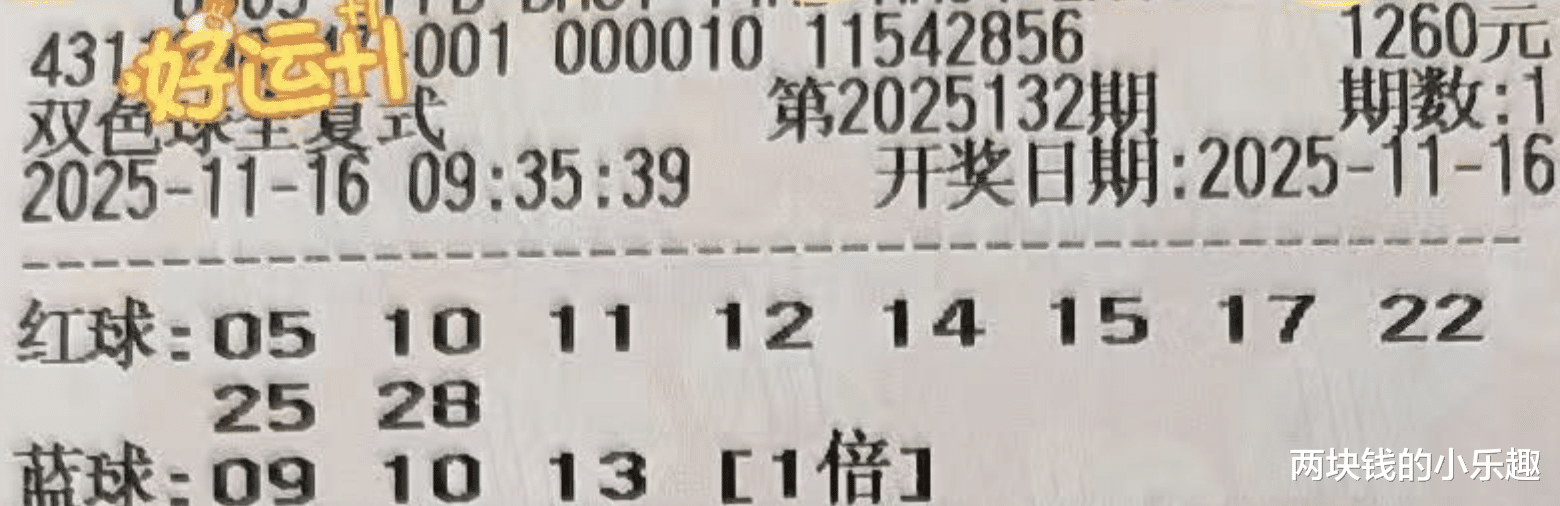 好运+1
001 000010 11542856 1260元
双色球全复式 第2025132期 期数:1
2025-11-16 09:35:39 开奖日期:2025-11-16
红球:05 10 11 12 14 15 17 22
25 28
蓝球:09 10 13 [1倍]
两块钱的小乐趣